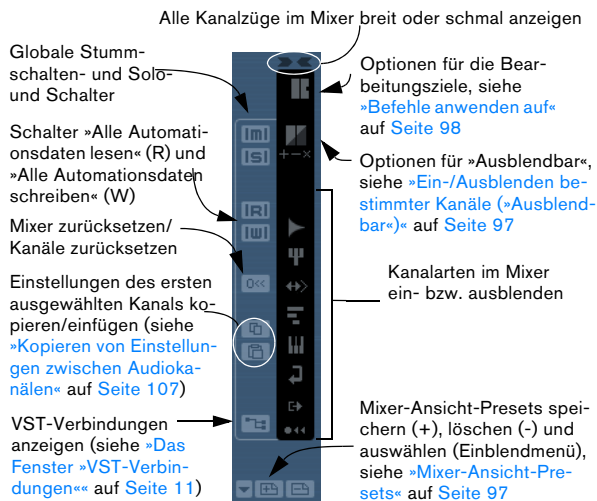 Alle Kanalzüge im Mixer breit oder schmal anzeigen
Globale Stumm-
schalten- und Solo-
und Schalter
Schalter »Alle Automati-
onsdaten lesen« (R) und
»Alle Automationsdaten
schreiben« (W)
Mixer zurücksetzen/
Kanäle zurücksetzen
Einstellungen des ersten
ausgewählten Kanals ko-
pieren/einfügen (siehe
»Kopieren von Einstellun-
gen zwischen Audioka-
nälen« auf Seite 107)
VST-Verbindungen
anzeigen (siehe »Das
Fenster »VST-Verbin-
dungen«« auf Seite 11)
m
S
R
W
0<<
Optionen für die Bear-
beitungsziele, siehe
»Befehle anwenden auf«
auf Seite 98
Optionen für »Ausblendbar«,
siehe »Ein-/Ausblenden be-
stimmter Kanäle (»Ausblend-
bar«)« auf Seite 97
Kanalarten im Mixer
ein- bzw. ausblenden
Mixer-Ansicht-Presets spei-
chern (+), löschen (-) und
auswählen (Einblendmenü),
siehe »Mixer-Ansicht-Pre-
sets« auf Seite 97